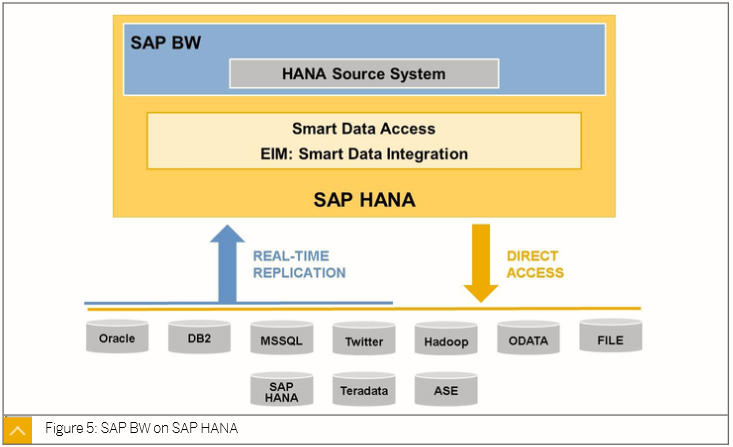 SAP BW
HANA Source System
Smart Data Access
EIM: Smart Data Integration
SAP HANA
REAL-TIME
REPLICATION
DIRECT
ACCESS
Oracle
DB2
MSSQL
Twitter
Hadoop
ODATA
FILE
SAP
HANA
Teradata
ASE
Figure 5: SAP BW on SAP HANA